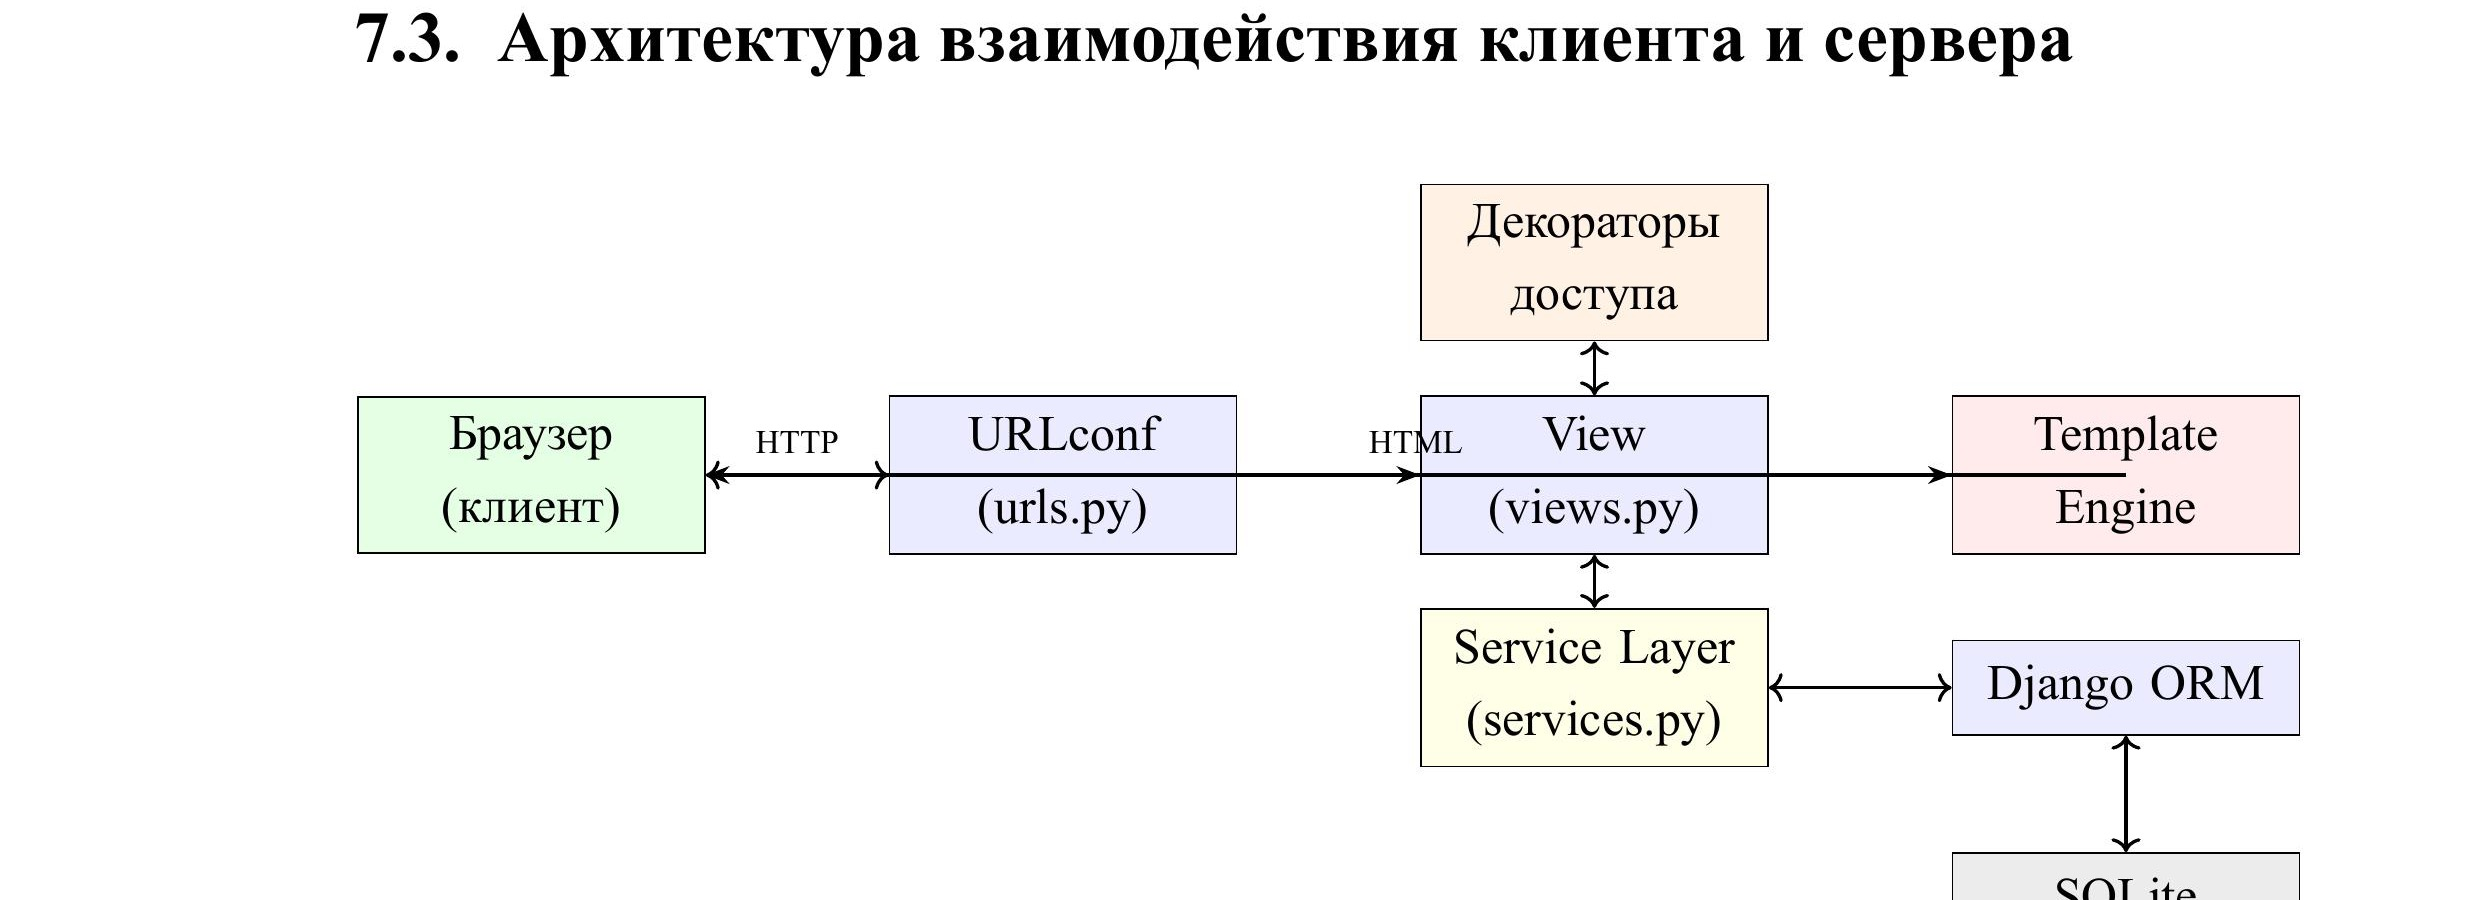 7.3. Архитектура взаимодействия клиента и сервера
Декораторы
доступа
Браузер
(клиент)
HTTP
URLconf
(urls.py)
HTML
View
(views.py)
Template
Engine
Service Layer
(services.py)
Django ORM
SQLite